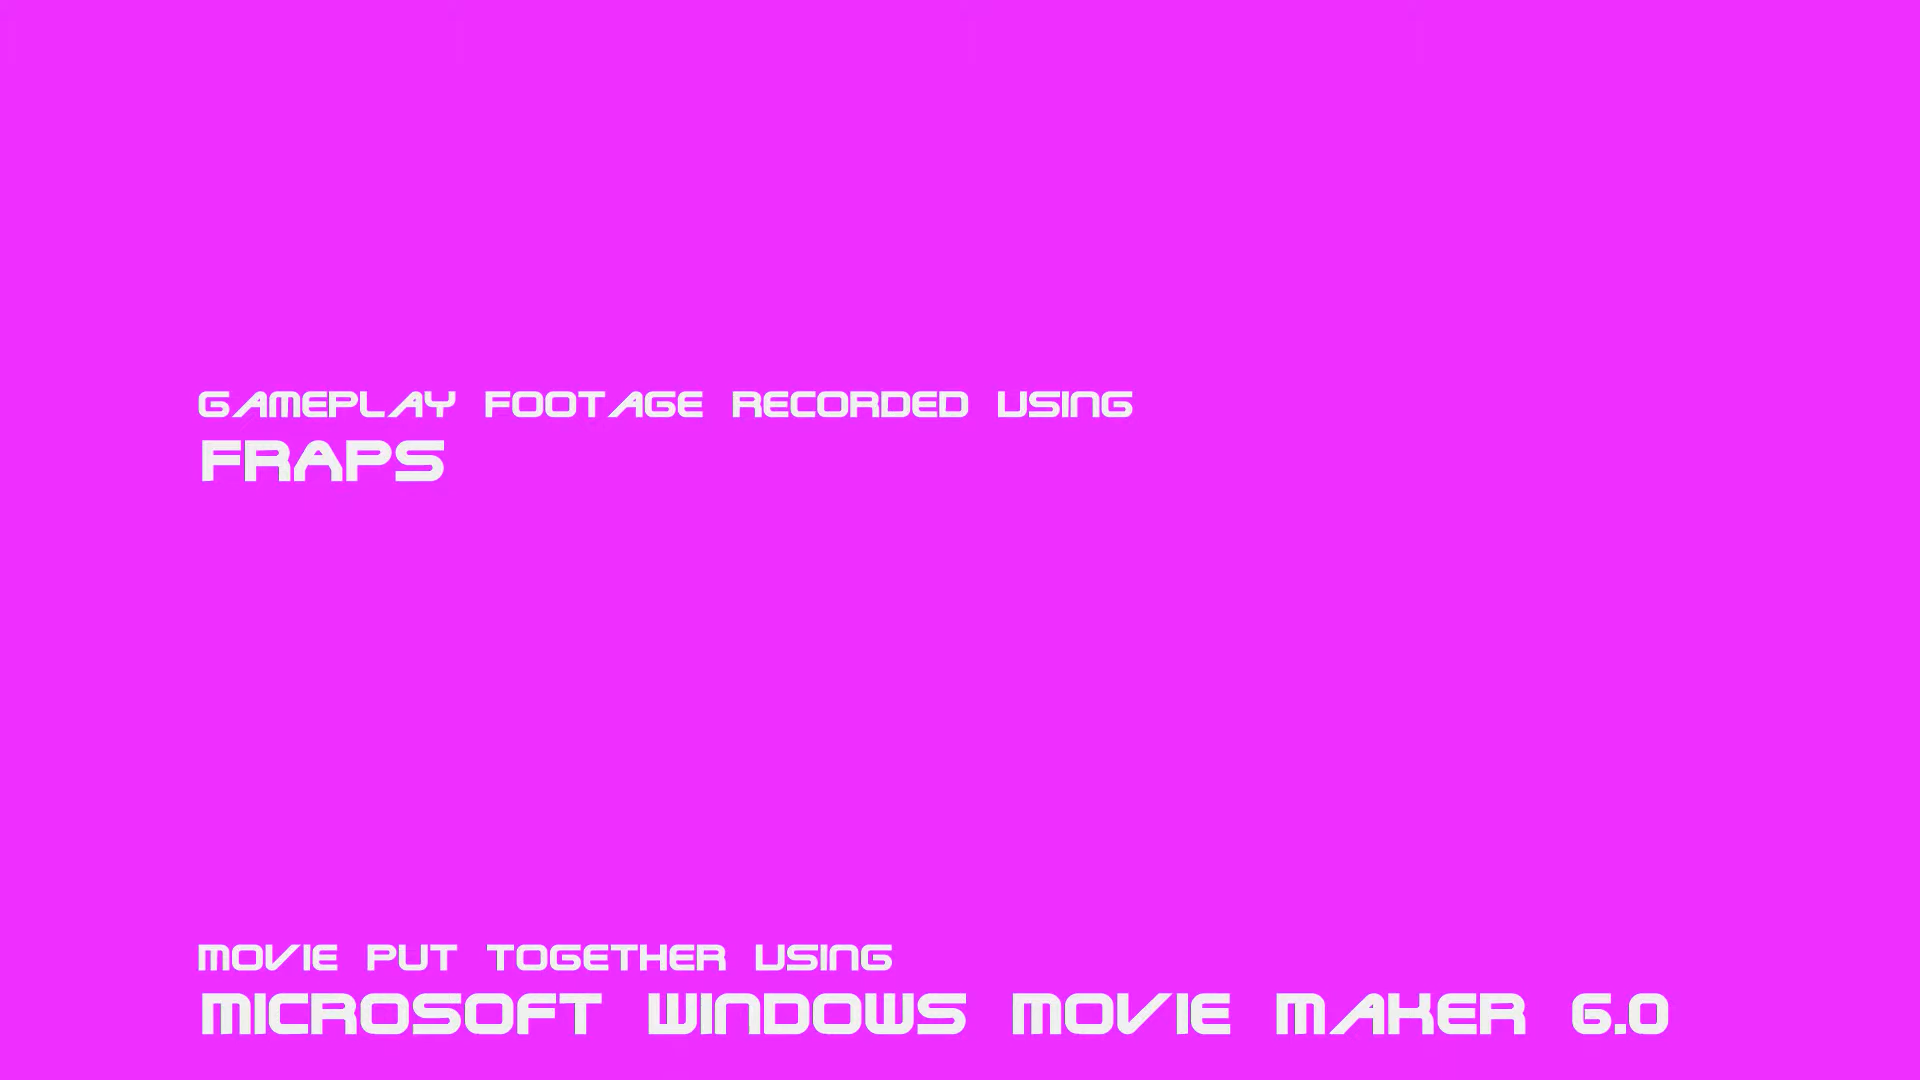 GAMEPLAY FOOTAGE RECORDED USING
FRAPS
MOVIE PUT TOGETHER USING
MICROSOFT WINDOWS MOVIE MAKER 6.0